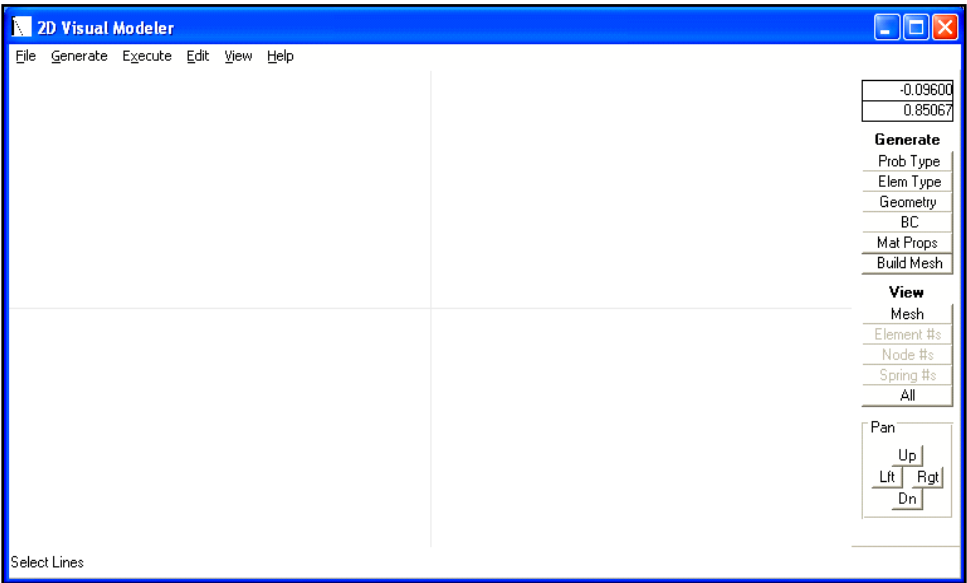 2D Visual Modeler
File Generate Execute Edit View Help
-0.09600
0.85067
Generate
Prob Type
Elem Type
Geometry
BC
Mat Props
Build Mesh
View
Mesh
Element #s
Node #s
Spring #s
All
Pan
Up
Lft Rgt
Dn
Select Lines